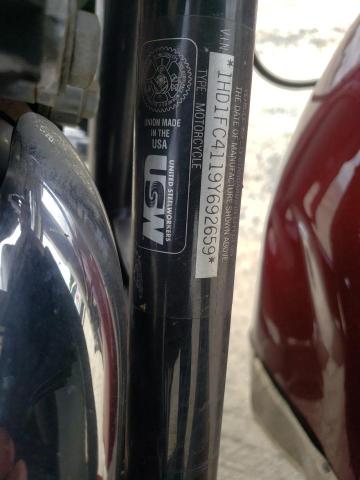 UNION MADE
IN THE
USA
USW
UNITED STEELWORKERS
TYPE MOTORCYCLE
VIN
*1HD1FC4119Y692659*
THE DATE OF MANUFACTURE SHOWN ABOVE